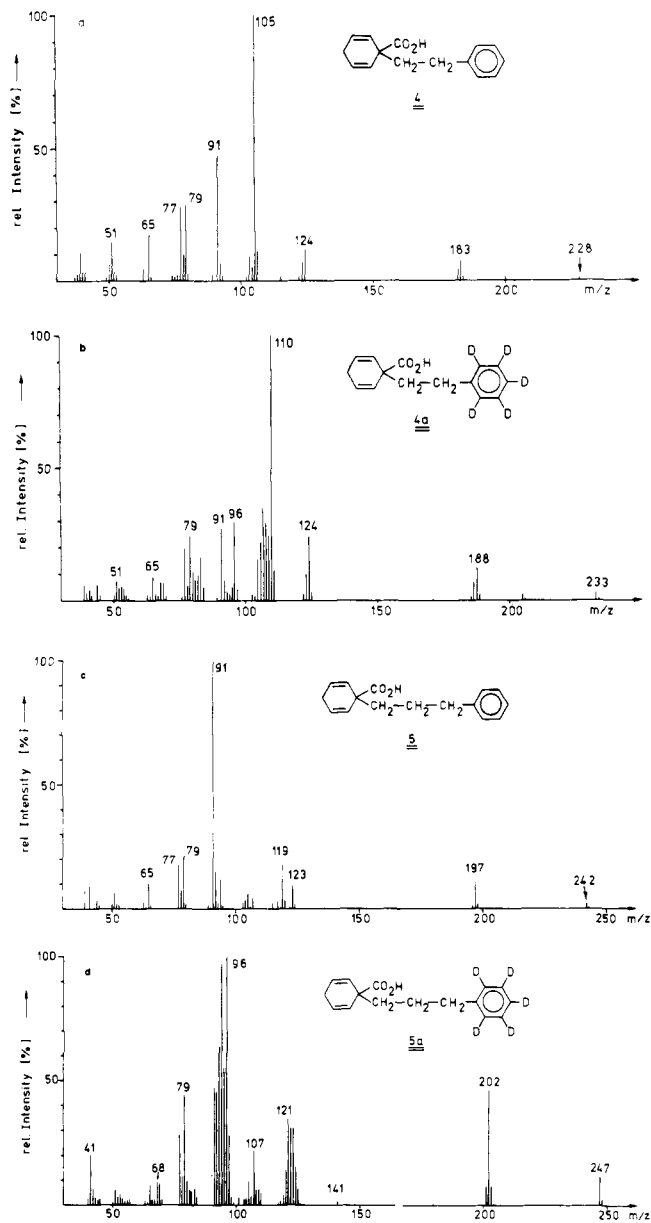 a
rel. Intensity [%] →
100
50
105
91
77
79
65
51
124
183
228
CO₂H
CH₂—CH₂
4
50
100
150
200
m/z
b
rel. Intensity [%] →
100
50
110
79
91
96
51
65
124
188
233
CO₂H
CH₂—CH₂
D
D
D
D
D
4a
50
100
150
200
m/z
c
rel. Intensity [%] →
100
50
91
65
77
79
119
123
197
242
CO₂H
CH₂—CH₂—CH₂
5
50
100
150
200
250
m/z
d
rel. Intensity [%] →
100
50
96
79
41
68
107
121
141
202
247
CO₂H
CH₂—CH₂—CH₂
D
D
D
D
D
5a
50
100
150
200
250
m/z